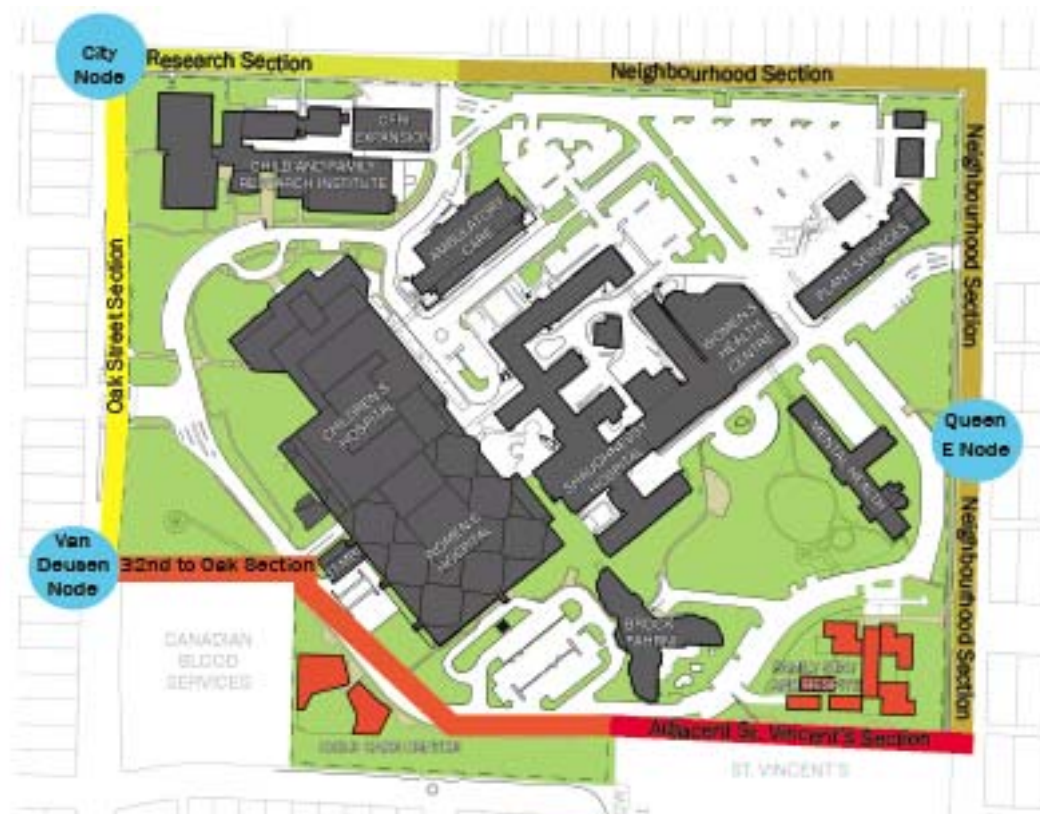 City
Node
Research Section
Neighbourhood Section
CFRI
EXPANSION
CHILD AND FAMILY
RESEARCH INSTITUTE
AMBULATORY
CARE
PLANT SERVICES
Neighbourhood Section
Oak Street Section
WOMEN'S
HEALTH
CENTRE
CHILDREN'S
HOSPITAL
SHAUGHNESSY
HOSPITAL
MENTAL HEALTH
Queen
E Node
WOMEN'S
HOSPITAL
Van
Deusen
Node
32nd to Oak Section
Neighbourhood Section
BROCK
FAHRNI
CANADIAN
BLOOD
SERVICES
Adjacent St. Vincent's Section
ST. VINCENT'S